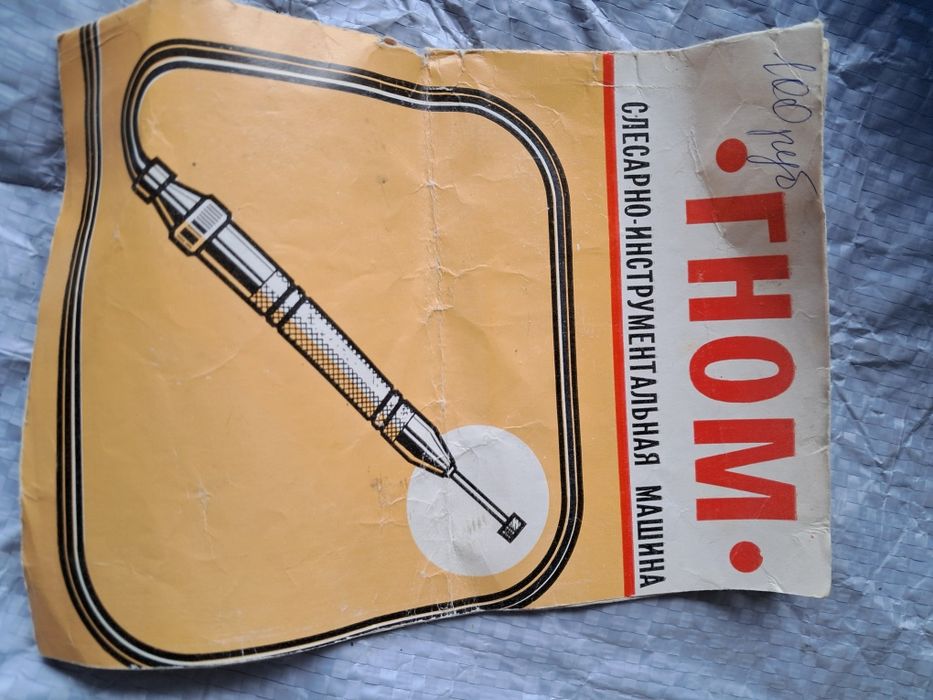 100 руб
• ГНОМ •
СЛЕСАРНО-ИНСТРУМЕНТАЛЬНАЯ МАШИНА